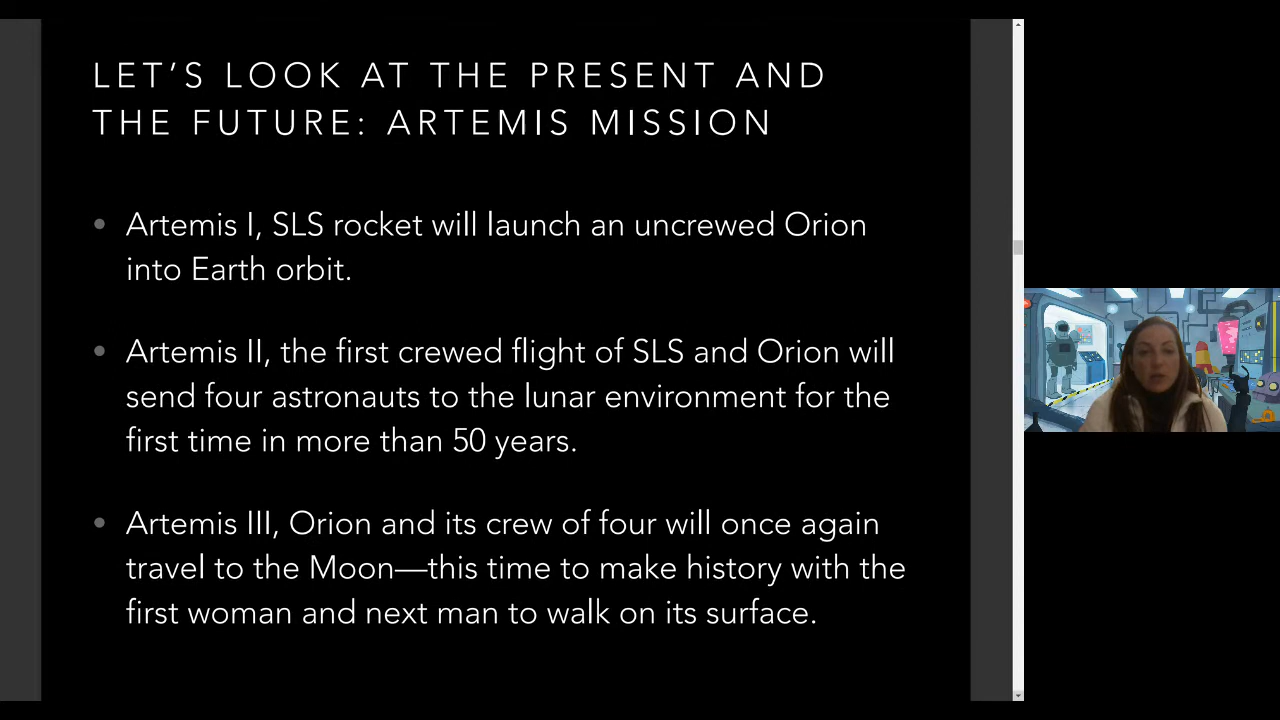 LET’S LOOK AT THE PRESENT AND
THE FUTURE: ARTEMIS MISSION
• Artemis I, SLS rocket will launch an uncrewed Orion
into Earth orbit.
• Artemis II, the first crewed flight of SLS and Orion will
send four astronauts to the lunar environment for the
first time in more than 50 years.
• Artemis III, Orion and its crew of four will once again
travel to the Moon—this time to make history with the
first woman and next man to walk on its surface.